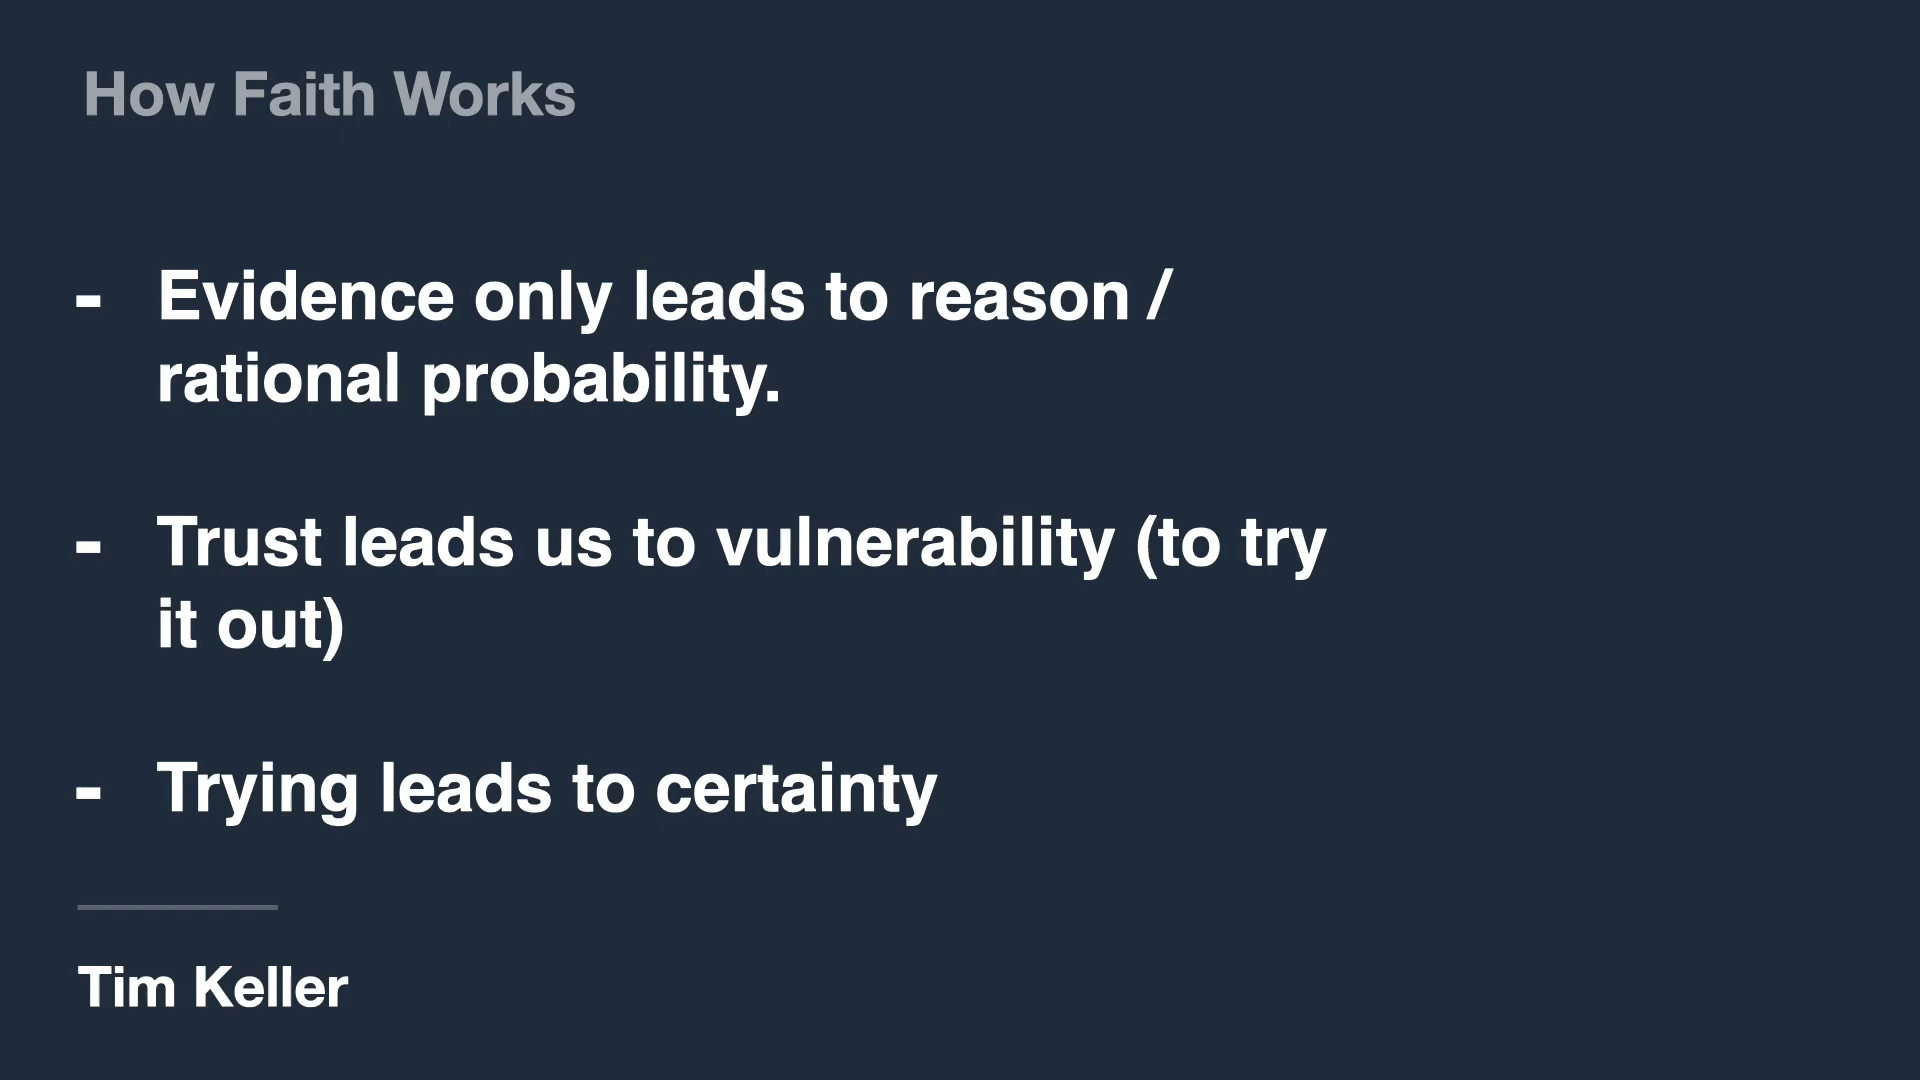 How Faith Works
- Evidence only leads to reason /
rational probability.
- Trust leads us to vulnerability (to try
it out)
- Trying leads to certainty
Tim Keller